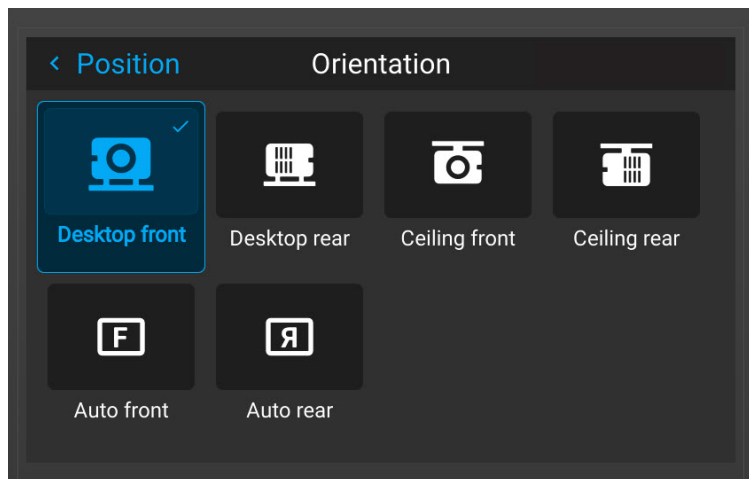 Position
Orientation
Desktop front
Desktop rear
Ceiling front
Ceiling rear
F
Я
Auto front
Auto rear